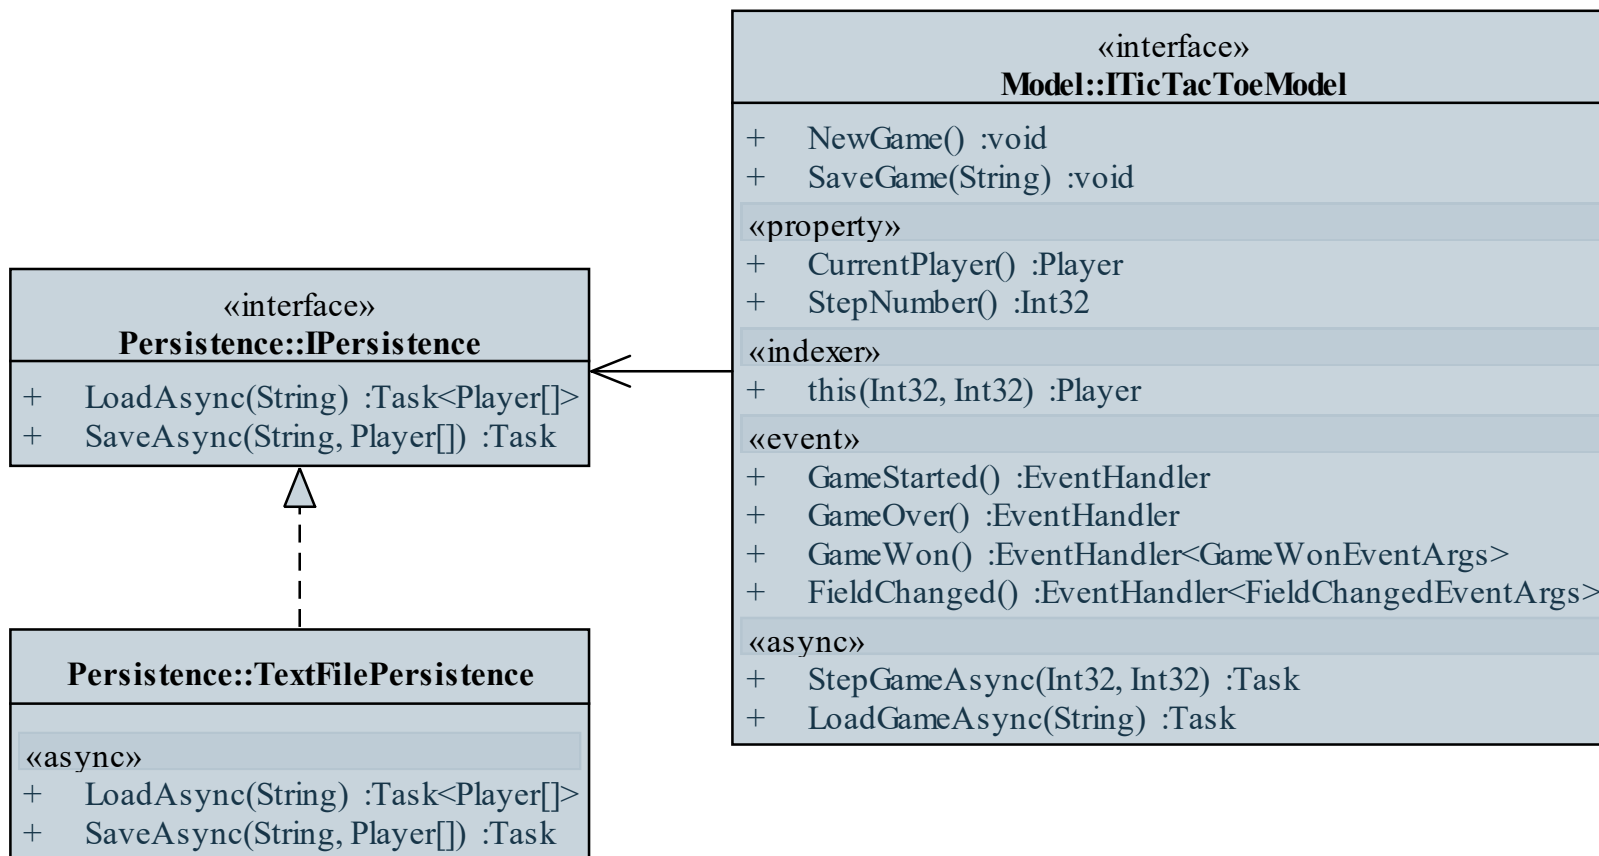 «interface»
Model::ITicTacToeModel
+ NewGame() :void
+ SaveGame(String) :void
«property»
+ CurrentPlayer() :Player
+ StepNumber() :Int32
«indexer»
+ this(Int32, Int32) :Player
«event»
+ GameStarted() :EventHandler
+ GameOver() :EventHandler
+ GameWon() :EventHandler<GameWonEventArgs>
+ FieldChanged() :EventHandler<FieldChangedEventArgs>
«async»
+ StepGameAsync(Int32, Int32) :Task
+ LoadGameAsync(String) :Task
«interface»
Persistence::IPersistence
+ LoadAsync(String) :Task<Player[]>
+ SaveAsync(String, Player[]) :Task
Persistence::TextFilePersistence
«async»
+ LoadAsync(String) :Task<Player[]>
+ SaveAsync(String, Player[]) :Task